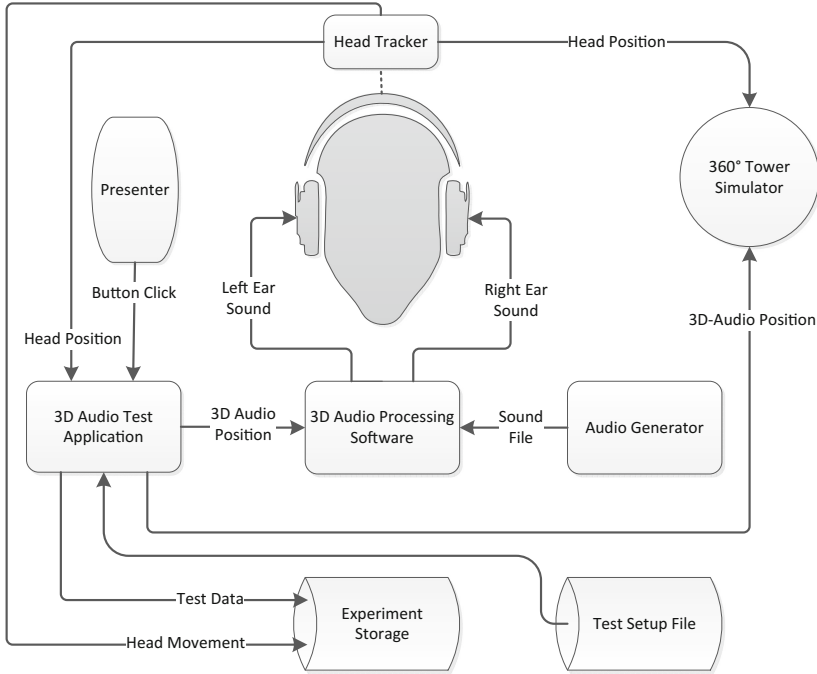 Head Tracker
Head Position
360° Tower
Simulator
Presenter
Button Click
Left Ear
Sound
Right Ear
Sound
3D-Audio Position
Head Position
3D Audio Test
Application
3D Audio
Position
3D Audio Processing
Software
Sound
File
Audio Generator
Test Data
Experiment
Storage
Test Setup File
Head Movement